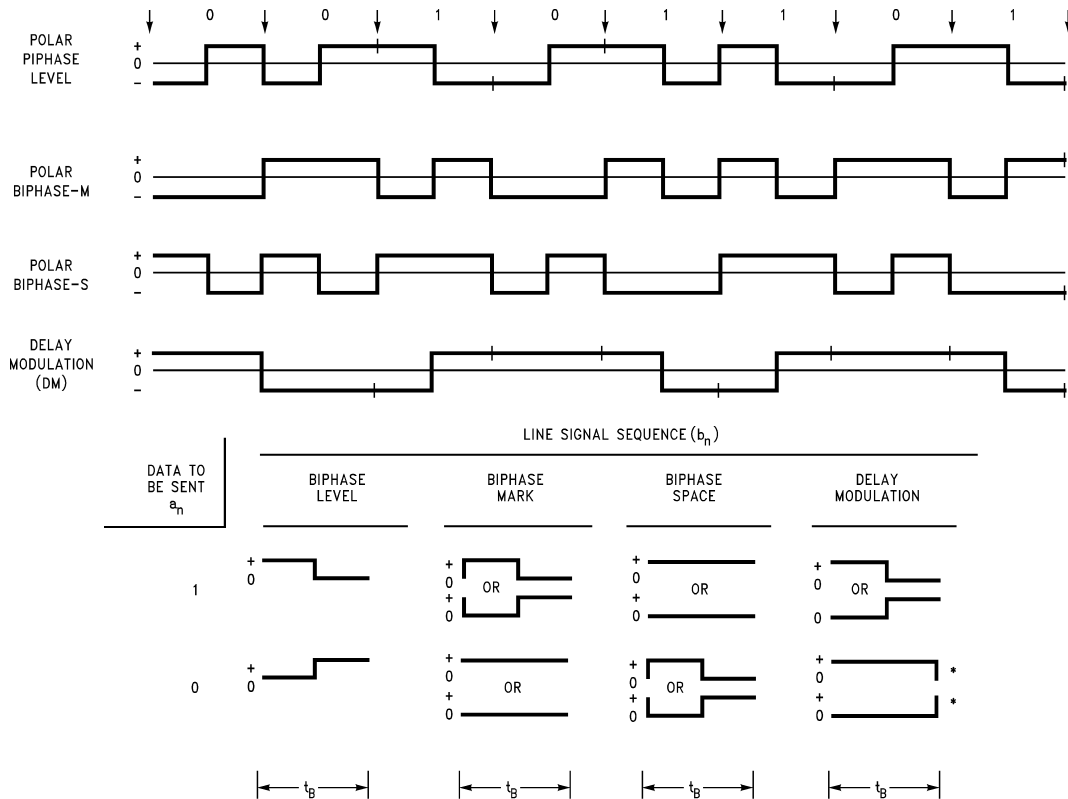 0 0 1 0 1 1 0 1
POLAR
PIPHASE
LEVEL
+
0
−
POLAR
BIPHASE-M
+
0
−
POLAR
BIPHASE-S
+
0
−
DELAY
MODULATION
(DM)
+
0
−
LINE SIGNAL SEQUENCE (bn)
DATA TO
BE SENT
an
BIPHASE
LEVEL
BIPHASE
MARK
BIPHASE
SPACE
DELAY
MODULATION
1
+
0
+
0
OR
+
0
+
0
OR
+
0
+
0
OR
+
0
0
+
0
+
0
OR
+
0
+
0
OR
+
0
+
0
*
+
0
*
tB tB tB tB